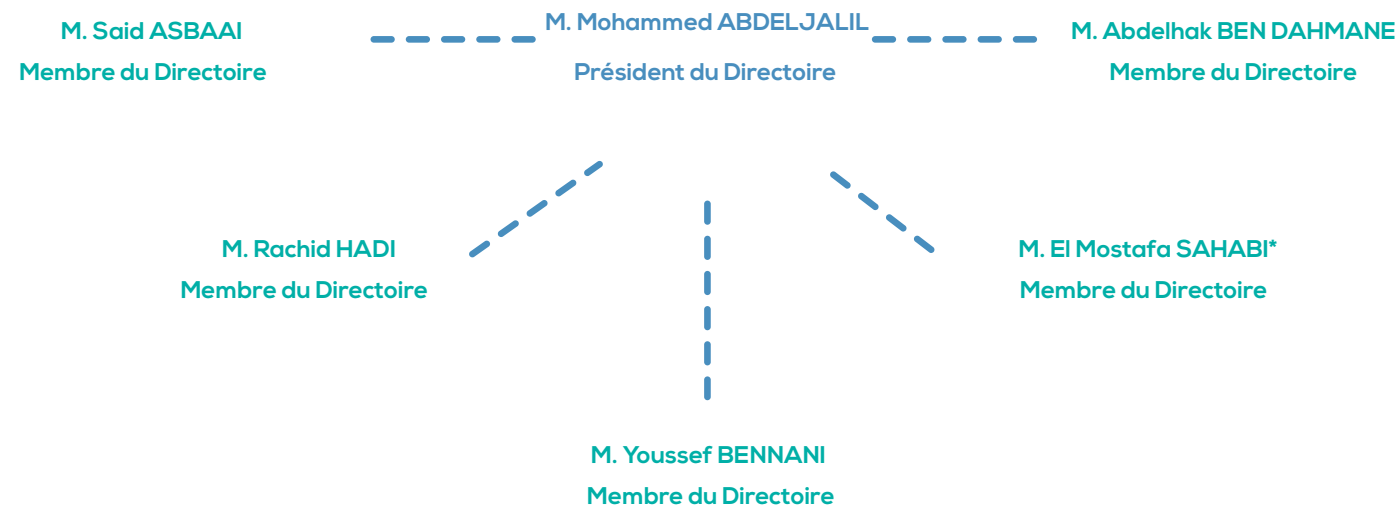 M. Said ASBAAI
Membre du Directoire
M. Mohammed ABDELJALIL
Président du Directoire
M. Abdelhak BEN DAHMANE
Membre du Directoire
M. Rachid HADI
Membre du Directoire
M. El Mostafa SAHABI*
Membre du Directoire
M. Youssef BENNANI
Membre du Directoire